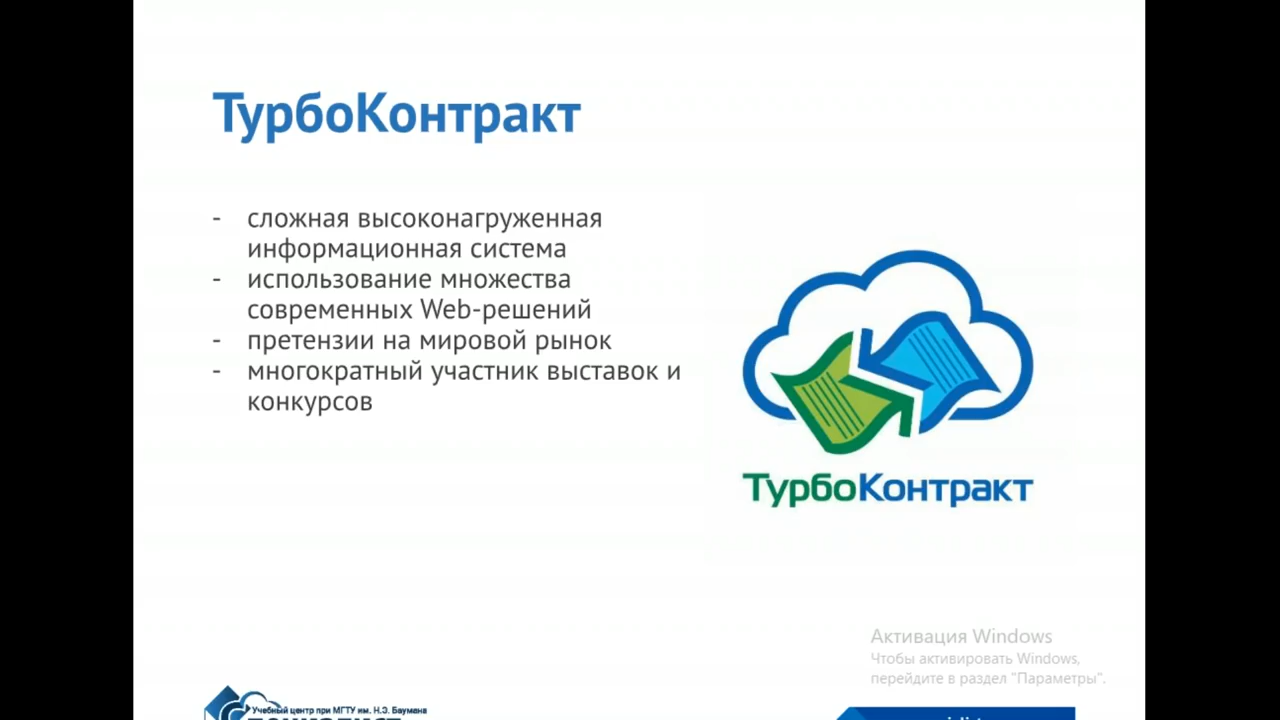 ТурбоКонтракт
- сложная высоконагруженная
информационная система
- использование множества
современных Web-решений
- претензии на мировой рынок
- многократный участник выставок и
конкурсов
ТурбоКонтракт
Активация Windows
Чтобы активировать Windows,
перейдите в раздел "Параметры".
Учебный центр при МГТУ им. Н.Э. Баумана